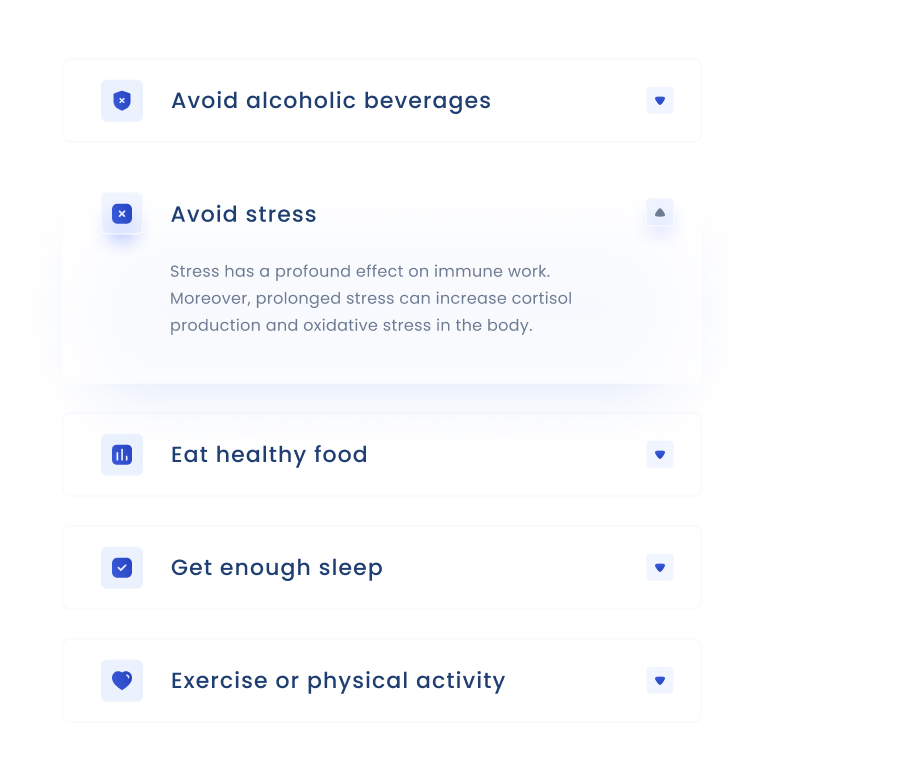 Avoid alcoholic beverages
Avoid stress
Stress has a profound effect on immune work.
Moreover, prolonged stress can increase cortisol
production and oxidative stress in the body.
Eat healthy food
Get enough sleep
Exercise or physical activity